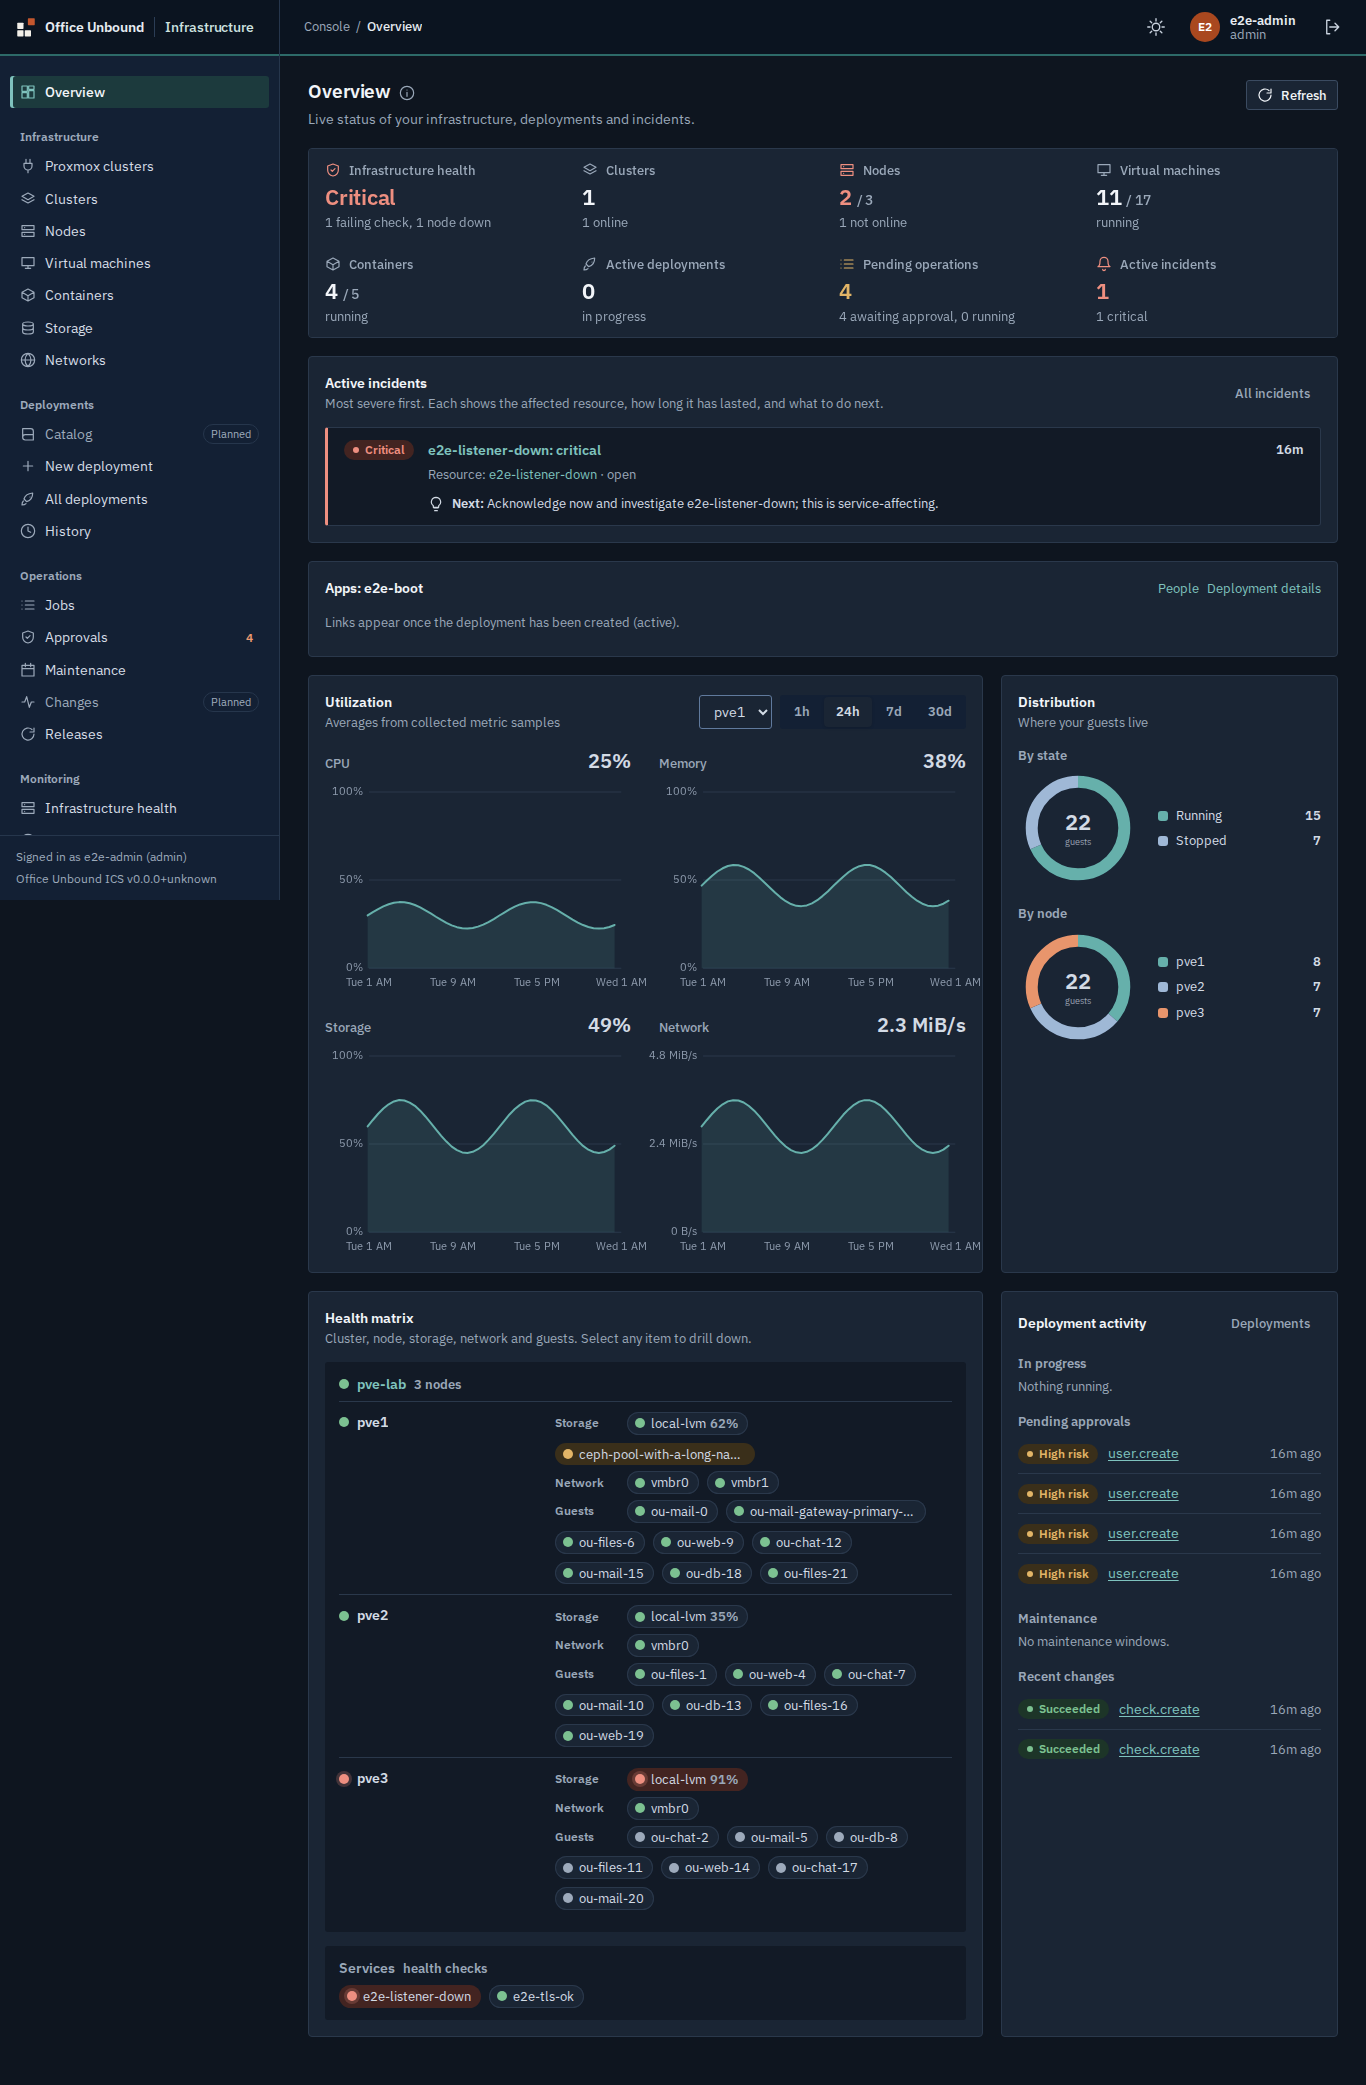 Office Unbound
Infrastructure
Console / Overview
E2
e2e-admin
admin
Overview
Infrastructure
Proxmox clusters
Clusters
Nodes
Virtual machines
Containers
Storage
Networks
Deployments
Catalog Planned
New deployment
All deployments
History
Operations
Jobs
Approvals 4
Maintenance
Changes Planned
Releases
Monitoring
Infrastructure health
Signed in as e2e-admin (admin)
Office Unbound ICS v0.0.0+unknown
Overview
Refresh
Live status of your infrastructure, deployments and incidents.
Infrastructure health
Critical
1 failing check, 1 node down
Clusters
1
1 online
Nodes
2 / 3
1 not online
Virtual machines
11 / 17
running
Containers
4 / 5
running
Active deployments
0
in progress
Pending operations
4
4 awaiting approval, 0 running
Active incidents
1
1 critical
Active incidents
Most severe first. Each shows the affected resource, how long it has lasted, and what to do next.
All incidents
Critical
e2e-listener-down: critical
16m
Resource: e2e-listener-down · open
Next: Acknowledge now and investigate e2e-listener-down; this is service-affecting.
Apps: e2e-boot
People Deployment details
Links appear once the deployment has been created (active).
Utilization
Averages from collected metric samples
pve1
1h 24h 7d 30d
CPU 25%
100%
50%
0%
Tue 1 AM Tue 9 AM Tue 5 PM Wed 1 AM
Memory 38%
100%
50%
0%
Tue 1 AM Tue 9 AM Tue 5 PM Wed 1 AM
Storage 49%
100%
50%
0%
Tue 1 AM Tue 9 AM Tue 5 PM Wed 1 AM
Network 2.3 MiB/s
4.8 MiB/s
2.4 MiB/s
0 B/s
Tue 1 AM Tue 9 AM Tue 5 PM Wed 1 AM
Distribution
Where your guests live
By state
22
guests
Running 15
Stopped 7
By node
22
guests
pve1 8
pve2 7
pve3 7
Health matrix
Cluster, node, storage, network and guests. Select any item to drill down.
pve-lab 3 nodes
pve1
Storage local-lvm 62%
ceph-pool-with-a-long-na...
Network vmbr0 vmbr1
Guests ou-mail-0 ou-mail-gateway-primary-...
ou-files-6 ou-web-9 ou-chat-12
ou-mail-15 ou-db-18 ou-files-21
pve2
Storage local-lvm 35%
Network vmbr0
Guests ou-files-1 ou-web-4 ou-chat-7
ou-mail-10 ou-db-13 ou-files-16
ou-web-19
pve3
Storage local-lvm 91%
Network vmbr0
Guests ou-chat-2 ou-mail-5 ou-db-8
ou-files-11 ou-web-14 ou-chat-17
ou-mail-20
Services health checks
e2e-listener-down e2e-tls-ok
Deployment activity
Deployments
In progress
Nothing running.
Pending approvals
High risk user.create 16m ago
High risk user.create 16m ago
High risk user.create 16m ago
High risk user.create 16m ago
Maintenance
No maintenance windows.
Recent changes
Succeeded check.create 16m ago
Succeeded check.create 16m ago